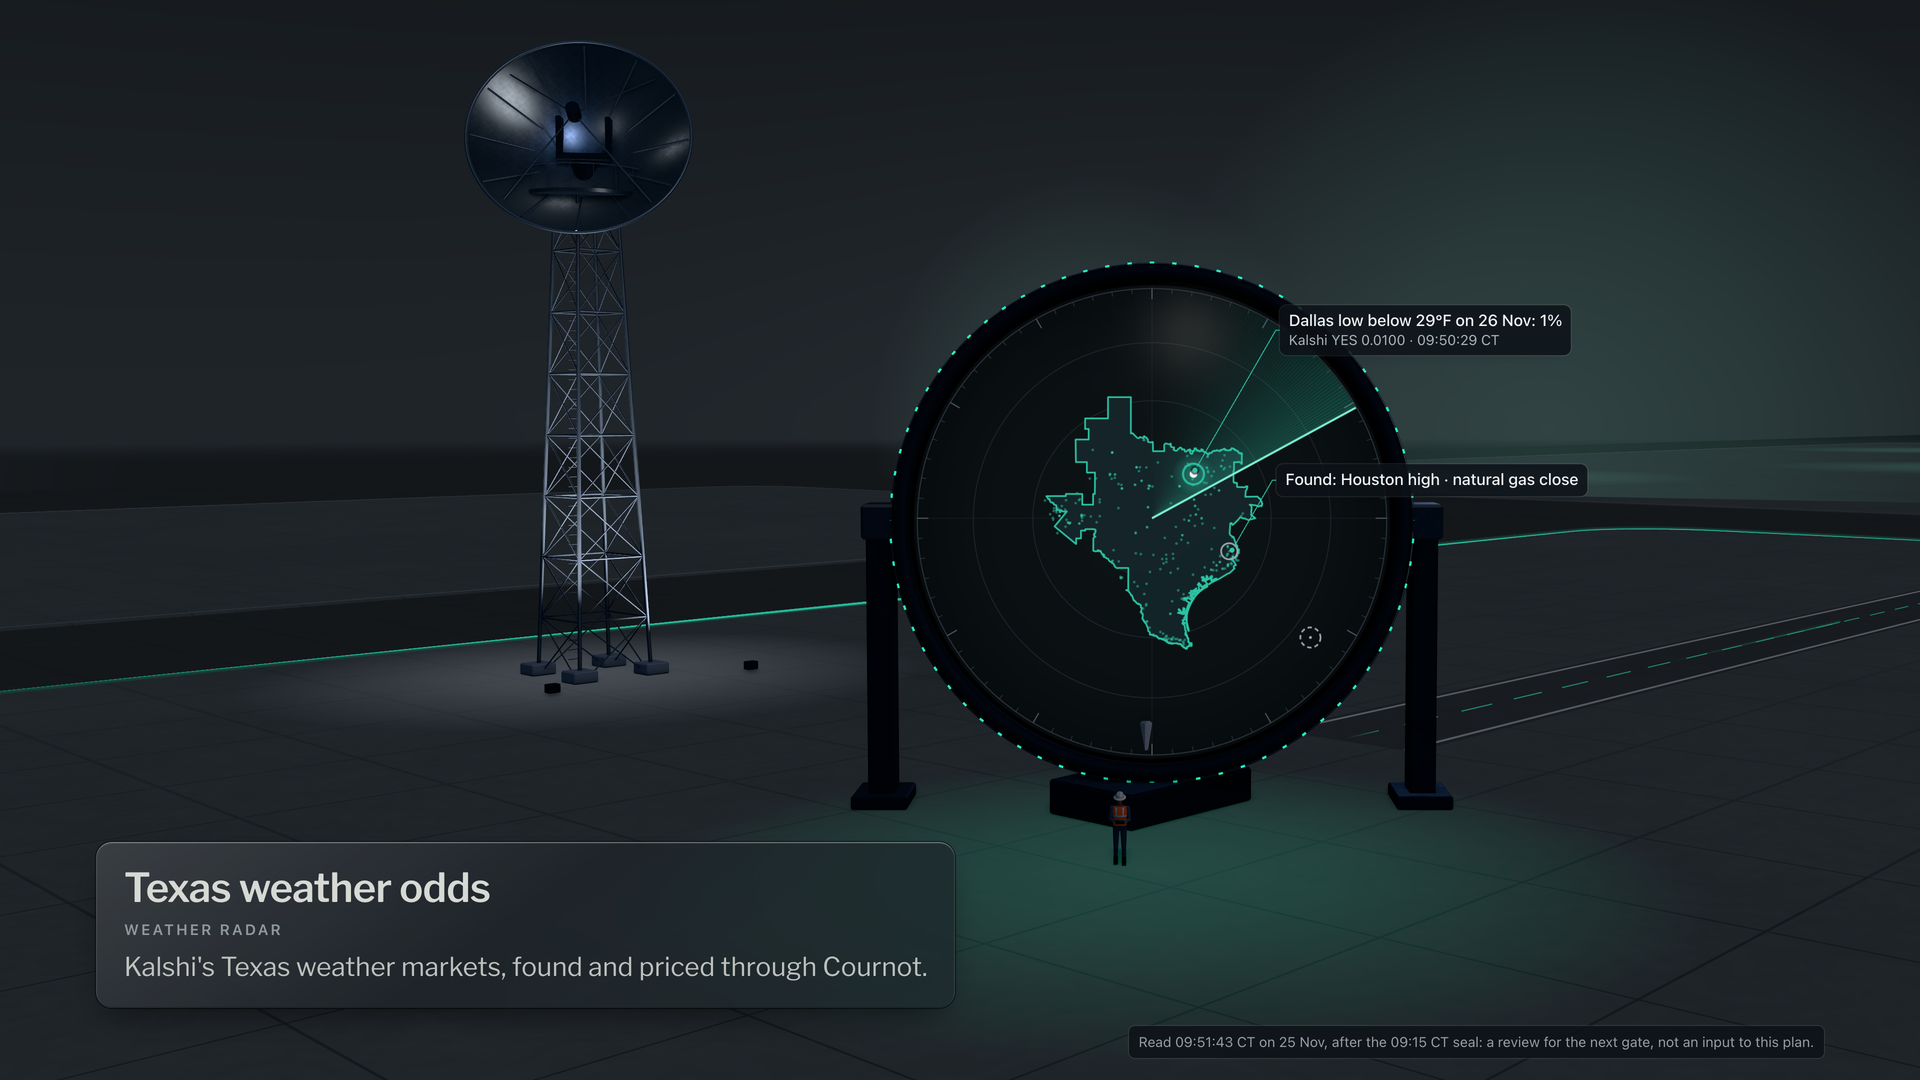 Dallas low below 29°F on 26 Nov: 1%
Kalshi YES 0.0100 · 09:50:29 CT
Found: Houston high · natural gas close
Texas weather odds
WEATHER RADAR
Kalshi's Texas weather markets, found and priced through Cournot.
Read 09:51:43 CT on 25 Nov, after the 09:15 CT seal: a review for the next gate, not an input to this plan.